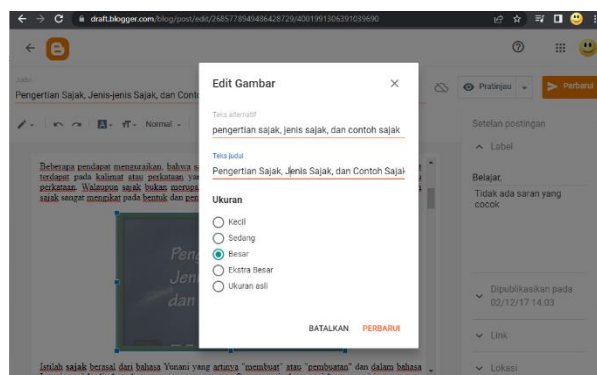 draft.blogger.com/blog/post/edit/2685778949486428729/4001991306391039690
Judul
Pengertian Sajak, Jenis-jenis Sajak, dan Cont
Pratinjau
Perbarui
Normal
Setelan postingan
Label
Belajar,
Tidak ada saran yang
cocok
Dipublikasikan pada
02/12/17 14.03
Link
Lokasi
Edit Gambar
Teks alternatif
pengertian sajak, jenis sajak, dan contoh sajak
Teks judul
Pengertian Sajak, Jenis Sajak, dan Contoh Sajak
Ukuran
Kecil
Sedang
Besar
Ekstra Besar
Ukuran asli
BATALKAN PERBARUI
Beberapa pendapat menguraikan, bahwa s
terdapat pada kalimat atau perkataan ya
perkataan. Walaupun sajak bukan merup
sajak sangat mengikat pada bentuk dan pen
Peng
Jen
dan
Istilah sajak berasal dari bahasa Yunani yang artinya "membuat" atau "pembuatan" dan dalam bahasa